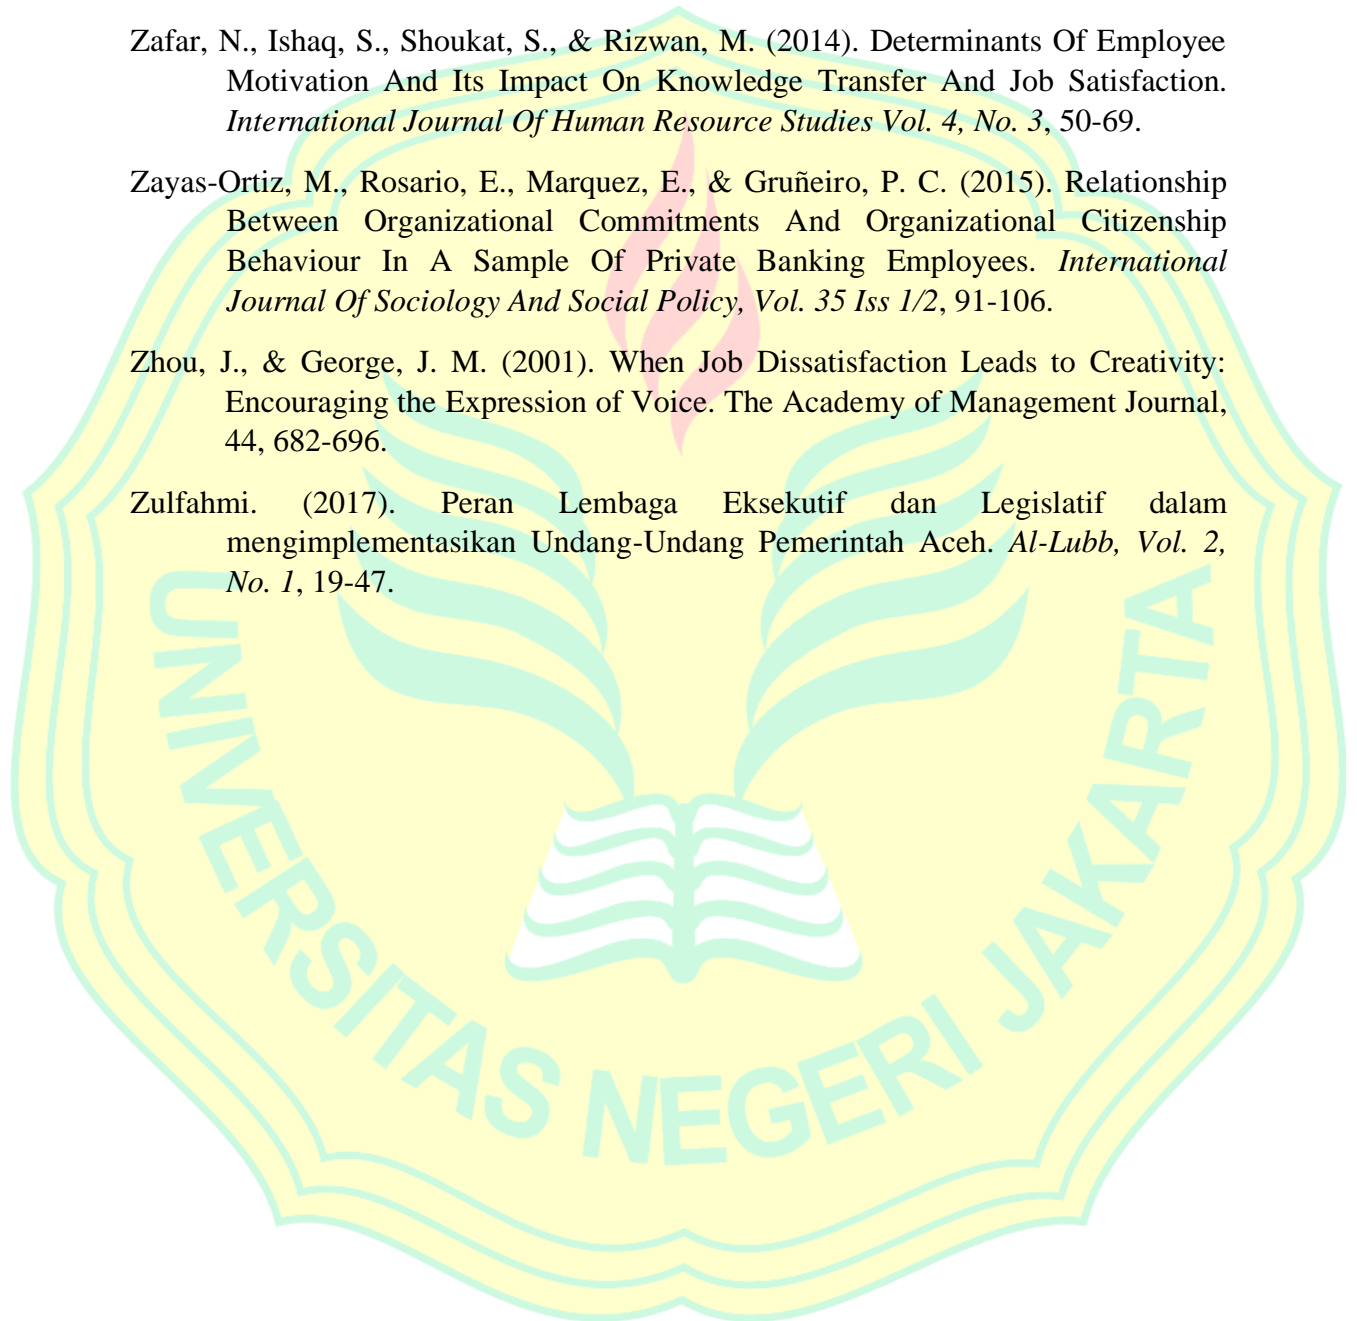 Zafar, N., Ishaq, S., Shoukat, S., & Rizwan, M. (2014). Determinants Of Employee
Motivation And Its Impact On Knowledge Transfer And Job Satisfaction.
International Journal Of Human Resource Studies Vol. 4, No. 3, 50-69.
Zayas-Ortiz, M., Rosario, E., Marquez, E., & Gruñeiro, P. C. (2015). Relationship
Between Organizational Commitments And Organizational Citizenship
Behaviour In A Sample Of Private Banking Employees. International
Journal Of Sociology And Social Policy, Vol. 35 Iss 1/2, 91-106.
Zhou, J., & George, J. M. (2001). When Job Dissatisfaction Leads to Creativity:
Encouraging the Expression of Voice. The Academy of Management Journal,
44, 682-696.
Zulfahmi. (2017). Peran Lembaga Eksekutif dan Legislatif dalam
mengimplementasikan Undang-Undang Pemerintah Aceh. Al-Lubb, Vol. 2,
No. 1, 19-47.
UNIVERSITAS NEGERI JAKARTA